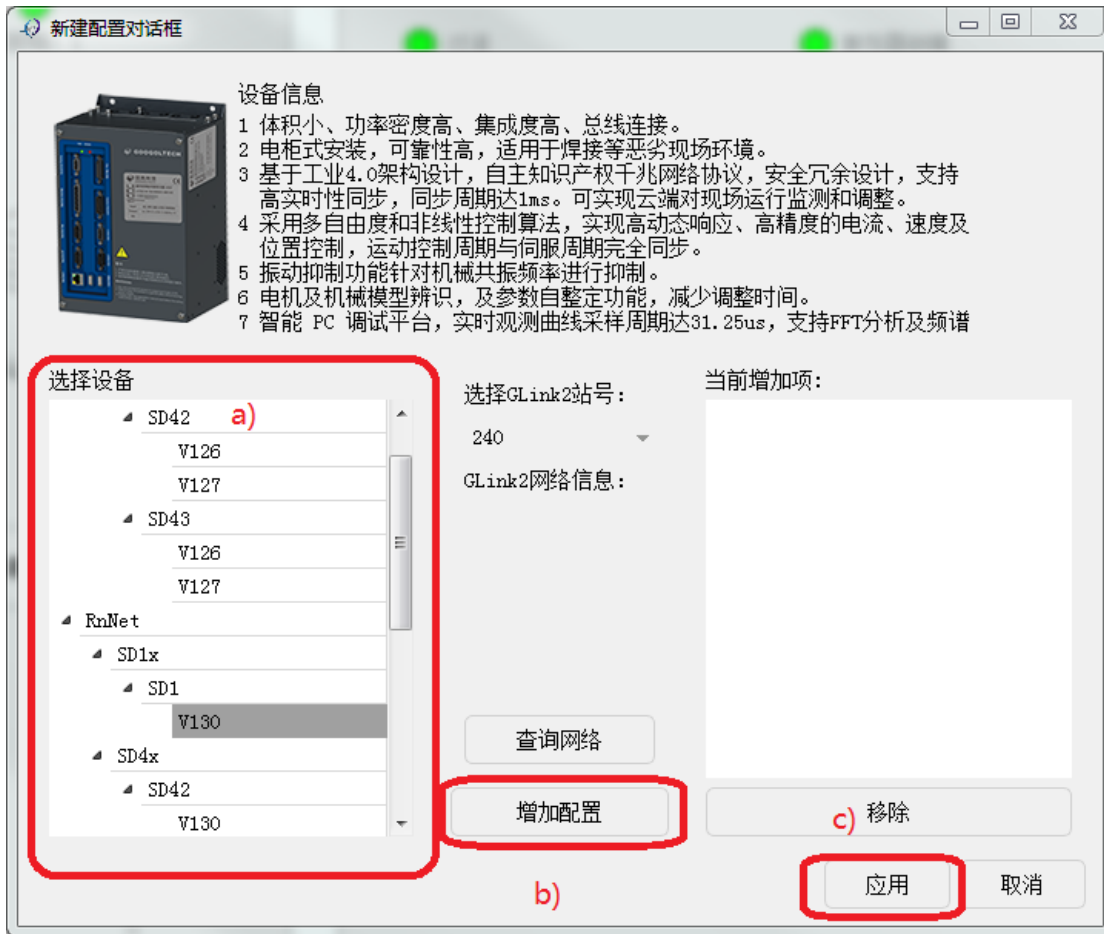 新建配置对话框
设备信息
1 体积小、功率密度高、集成度高、总线连接。
2 电柜式安装，可靠性高，适用于焊接等恶劣现场环境。
3 基于工业4.0架构设计，自主知识产权千兆网络协议，安全冗余设计，支持
高实时性同步，同步周期达1ms。可实现云端对现场运行监测和调整。
4 采用多自由度和非线性控制算法，实现高动态响应、高精度的电流、速度及
位置控制，运动控制周期与伺服周期完全同步。
5 振动抑制功能针对机械共振频率进行抑制。
6 电机及机械模型辨识，及参数自整定功能，减少调整时间。
7 智能 PC 调试平台，实时观测曲线采样周期达31.25us，支持FFT分析及频谱
GOOGOLTECH
选择设备
a)
SD42
V126
V127
SD43
V126
V127
RnNet
SD1x
SD1
V130
SD4x
SD42
V130
选择GLink2站号：
240
GLink2网络信息：
查询网络
增加配置
b)
当前增加项：
移除
c)
应用
取消